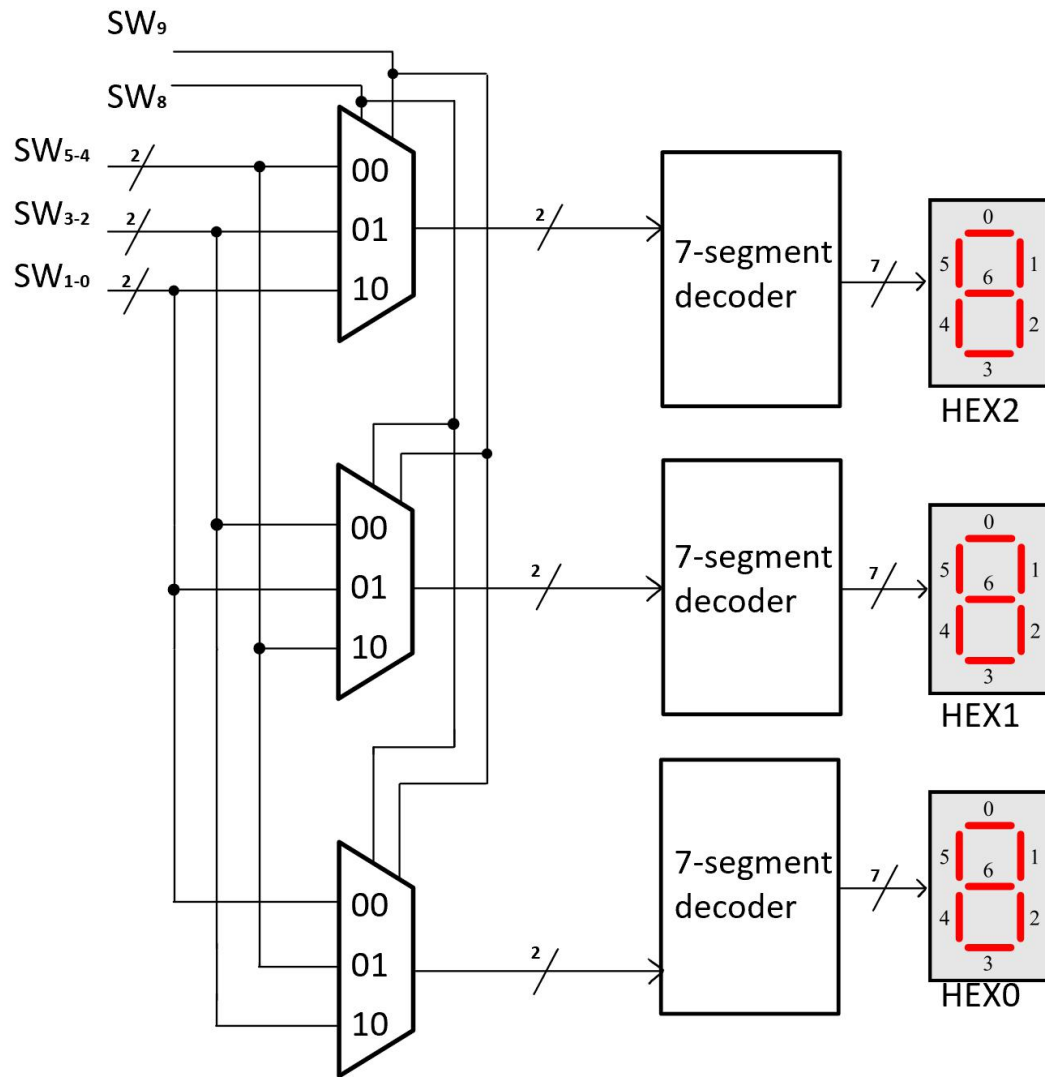 SW₉
SW₈
SW₅₋₄ 2
SW₃₋₂ 2
SW₁₋₀ 2
00
01
10
2
7-segment
decoder
7
0
5 1
6
4 2
3
HEX2
00
01
10
2
7-segment
decoder
7
0
5 1
6
4 2
3
HEX1
00
01
10
2
7-segment
decoder
7
0
5 1
6
4 2
3
HEX0